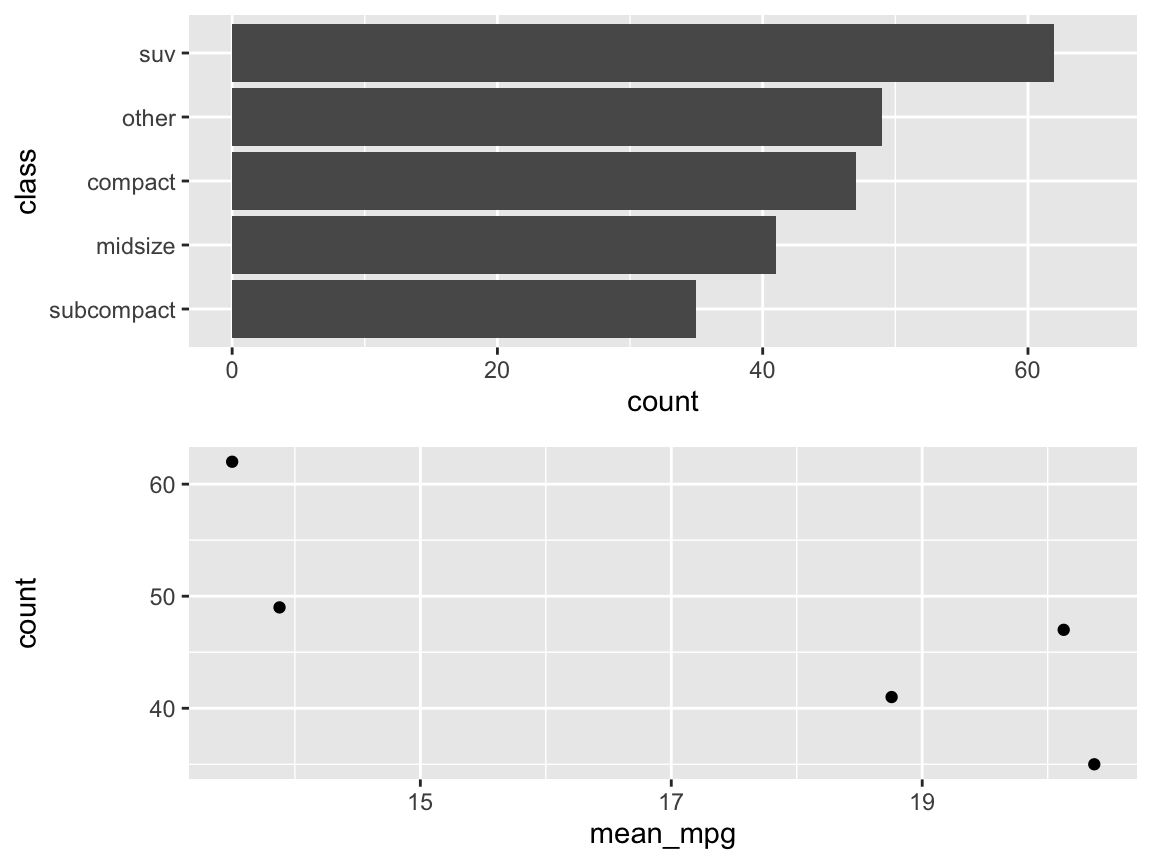 class
suv
other
compact
midsize
subcompact
0 20 40 60
count
count
60
50
40
15 17 19
mean_mpg